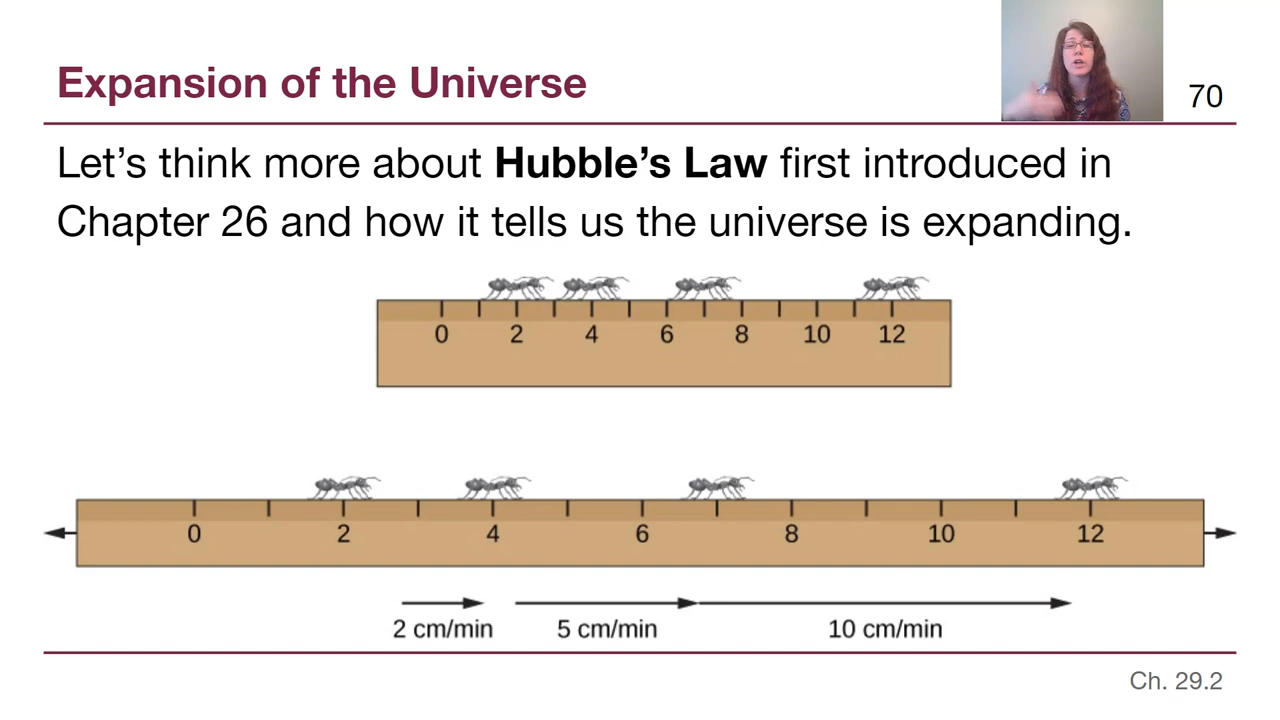 Expansion of the Universe
70
Let's think more about Hubble's Law first introduced in
Chapter 26 and how it tells us the universe is expanding.
0 2 4 6 8 10 12
0 2 4 6 8 10 12
2 cm/min 5 cm/min 10 cm/min
Ch. 29.2